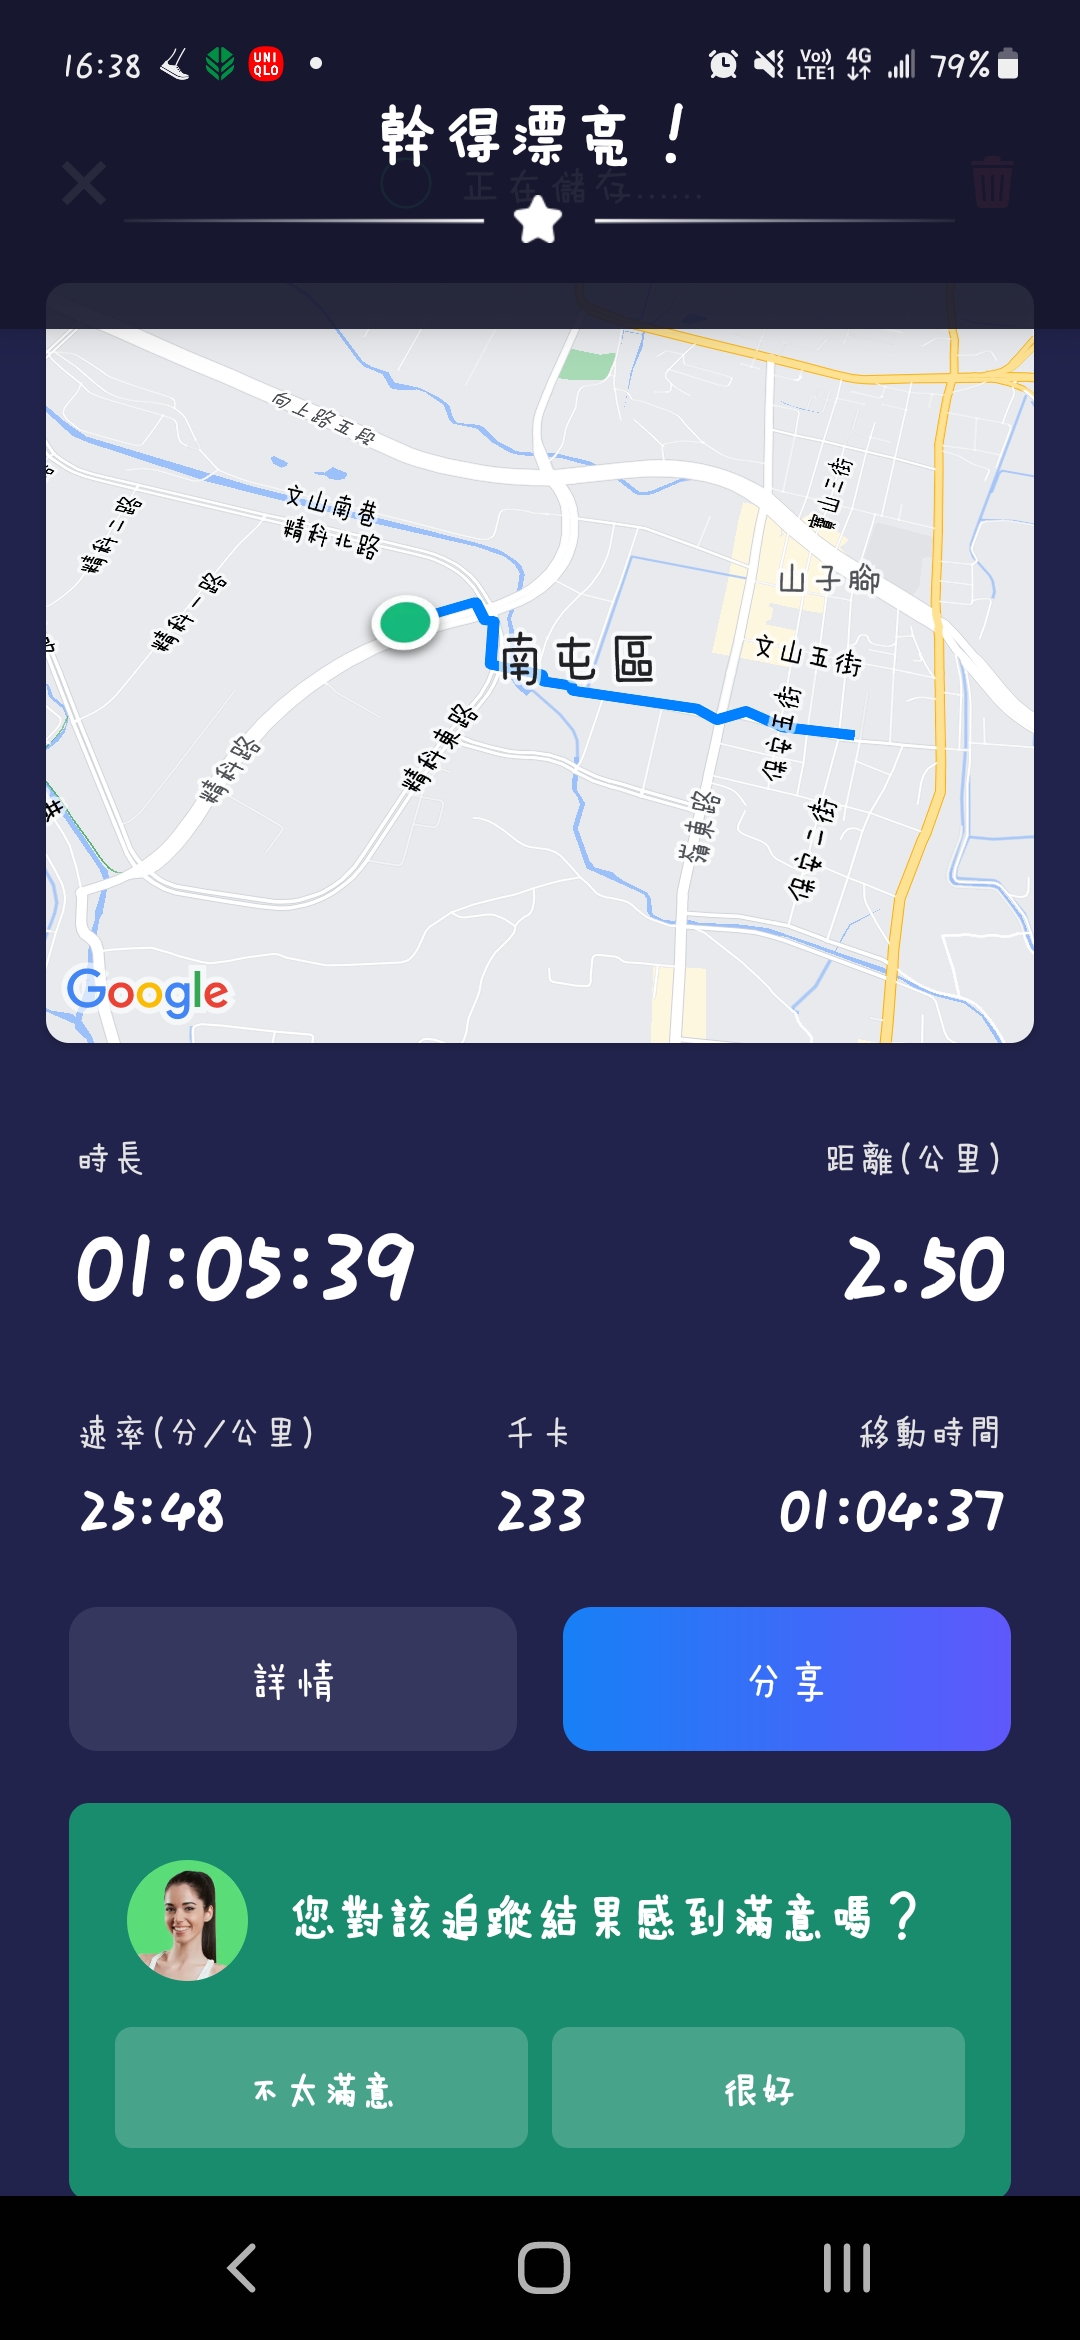 16:38 UNI QLO Vo)) LTE1 4G 79%
幹得漂亮！
正在儲存......
向上路五段
文山南巷
精科北路
精科二路
精科一路
寶山三街
山子腳
文山五街
南屯區
保安五街
精科東路
精科路
嶺東路
保安二街
Google
時長 距離(公里)
01:05:39 2.50
速率(分/公里) 千卡 移動時間
25:48 233 01:04:37
詳情 分享
您對該追蹤結果感到滿意嗎？
不太滿意 很好